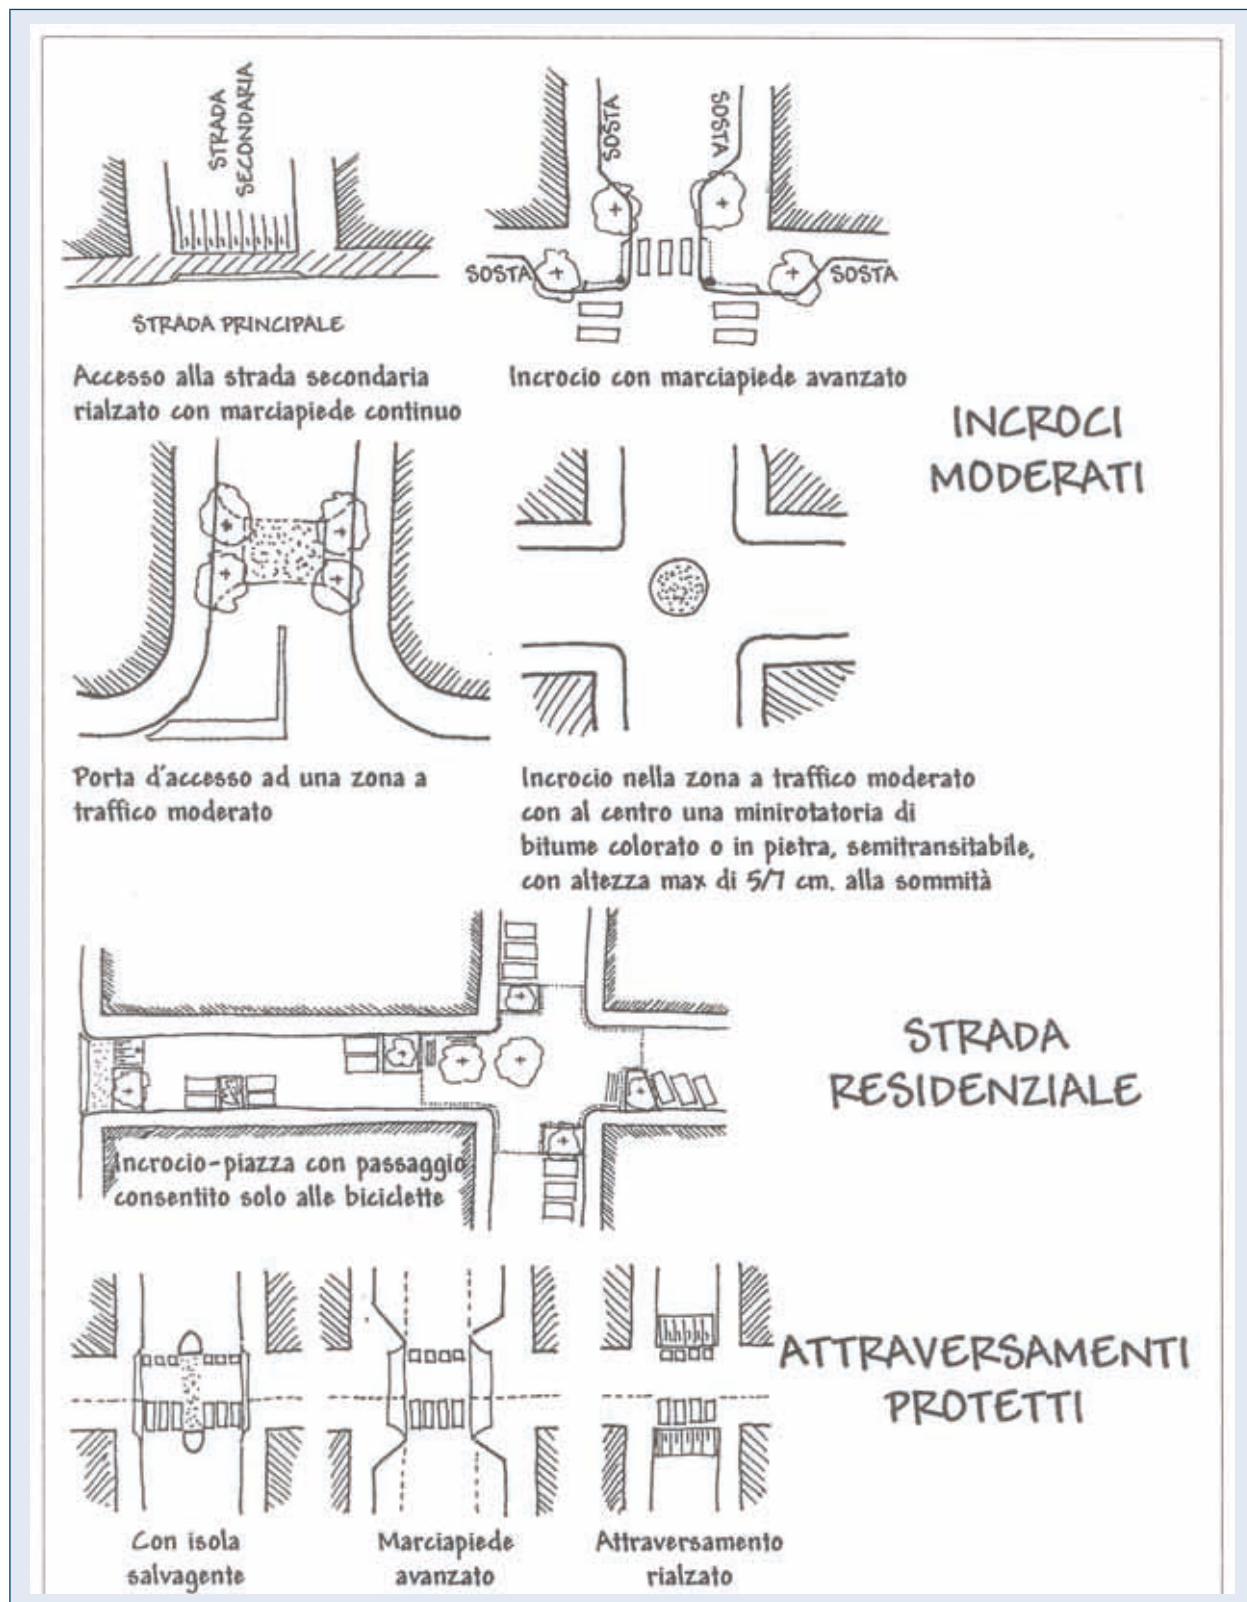 STRADA
SECONDARIA
STRADA PRINCIPALE
Accesso alla strada secondaria
rialzato con marciapiede continuo
SOSTA
SOSTA
SOSTA
SOSTA
Incrocio con marciapiede avanzato
INCROCI
MODERATI
Porta d'accesso ad una zona a
traffico moderato
Incrocio nella zona a traffico moderato
con al centro una minirotatoria di
bitume colorato o in pietra, semitransitabile,
con altezza max di 5/7 cm. alla sommità
STRADA
RESIDENZIALE
Incrocio-piazza con passaggio
consentito solo alle biciclette
ATTRAVERSAMENTI
PROTETTI
Con isola
salvagente
Marciapiede
avanzato
Attraversamento
rialzato